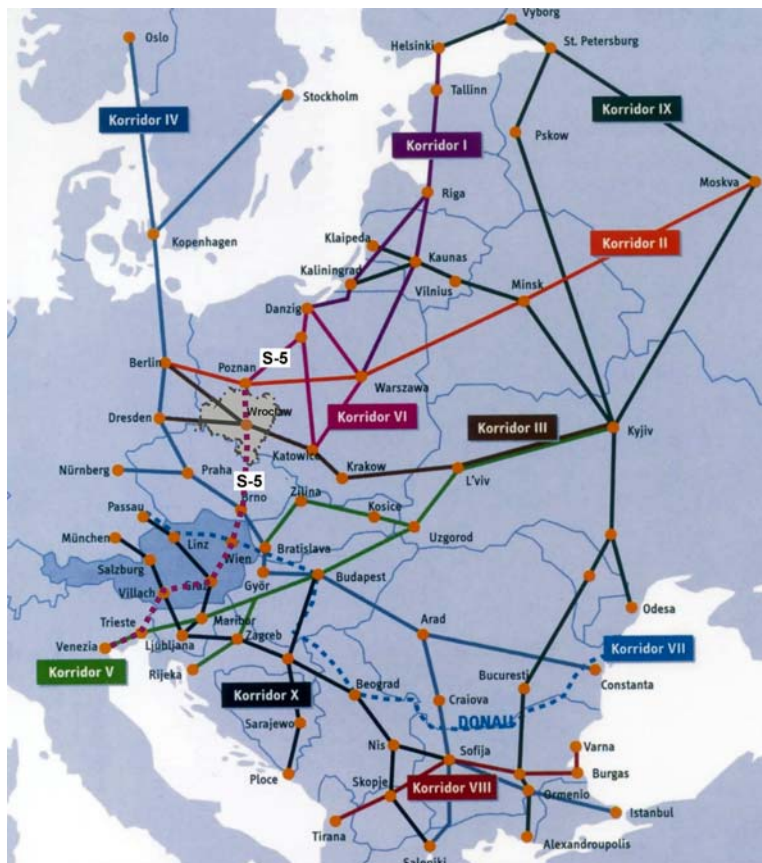 Vyborg
Oslo
Helsinki
St. Petersburg
Tallinn
Stockholm
Korridor IV
Korridor IX
Korridor I
Pskow
Moskva
Riga
Kopenhagen
Klaipeda
Korridor II
Kaunas
Kaliningrad
Vilnius
Minsk
Danzig
S-5
Berlin
Poznan
Warszawa
Dresden
Wrocław
Korridor VI
Korridor III
Kyjiv
Katowice
Krakow
L'viv
Nürnberg
Praha
S-5
Brno
Zilina
Passau
Kosice
Uzgorod
München
Linz
Wien
Bratislava
Salzburg
Budapest
Villach
Graz
Györ
Odesa
Trieste
Maribor
Arad
Venezia
Ljubljana
Zagreb
Korridor VII
Korridor V
Rijeka
Bucuresti
Constanta
Korridor X
Beograd
Craiova
DONAU
Sarajewo
Nis
Sofija
Varna
Ploce
Skopje
Korridor VIII
Burgas
Ormenio
Istanbul
Tirana
Alexandroupolis
Saloniki